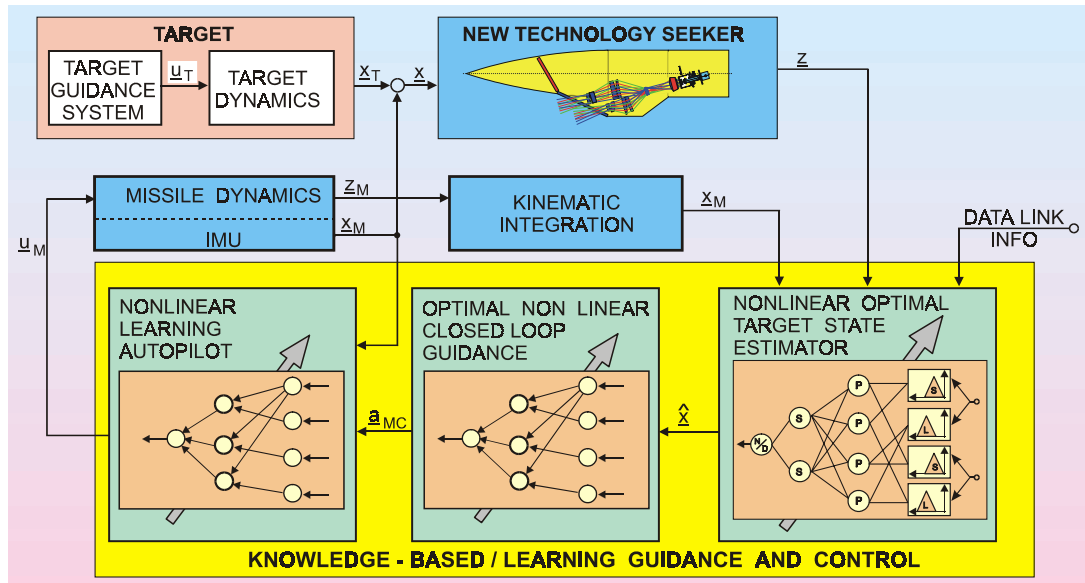 TARGET
TARGET
GUIDANCE
SYSTEM
u_T
TARGET
DYNAMICS
x_T
x
NEW TECHNOLOGY SEEKER
z
MISSILE DYNAMICS
IMU
z_M
x_M
KINEMATIC
INTEGRATION
x_M
DATA LINK
INFO
u_M
NONLINEAR
LEARNING
AUTOPILOT
a_MC
OPTIMAL NON LINEAR
CLOSED LOOP
GUIDANCE
x̂
NONLINEAR OPTIMAL
TARGET STATE
ESTIMATOR
N/D
S
S
P
P
P
P
S
L
S
L
KNOWLEDGE - BASED / LEARNING GUIDANCE AND CONTROL